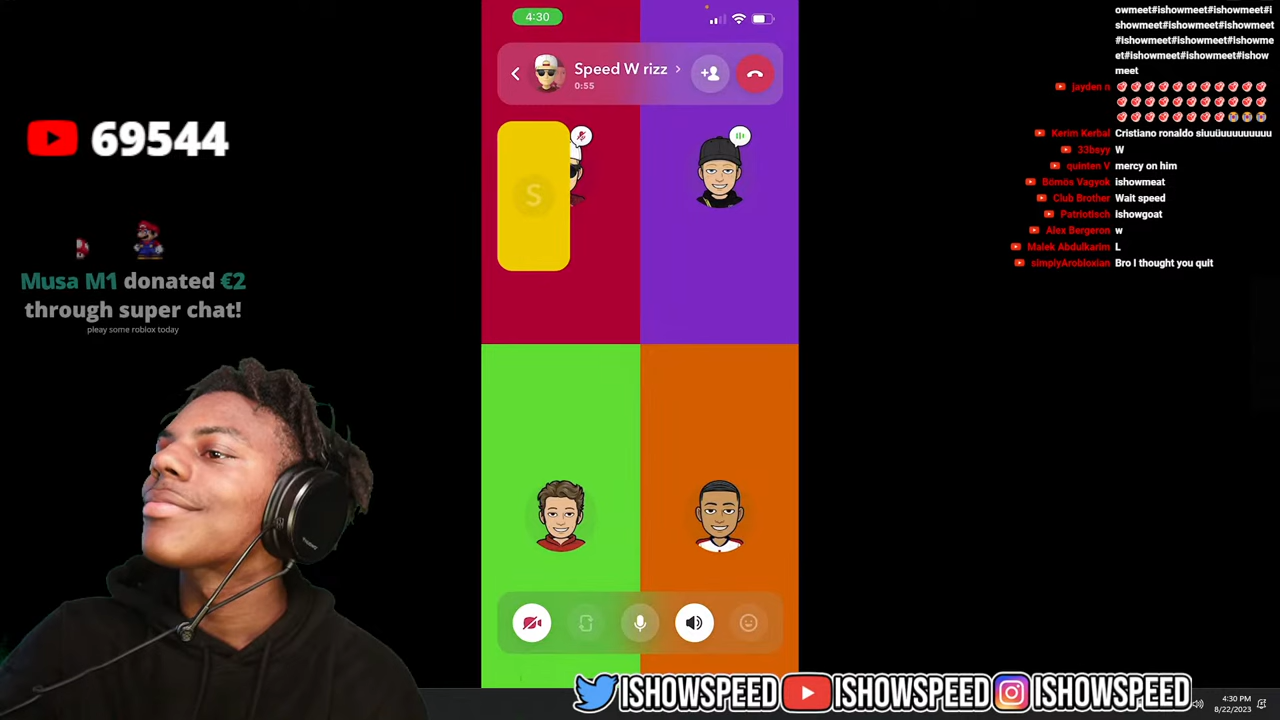 4:30
Speed W rizz
0:55
S
69544
Musa M1 donated €2
through super chat!
pleay some roblox today
owmeet#ishowmeet#ishowmeet#i
showmeet#ishowmeet#ishowmeet
#ishowmeet#ishowmeet#ishowme
et#ishowmeet#ishowmeet#ishow
meet
jayden n
Kerim Kerbal Cristiano ronaldo siuuüuuuuuuuu
33bsyy W
quinten V mercy on him
Bömös Vagyok ishowmeat
Club Brother Wait speed
Patriotisch ishowgoat
Alex Bergeron w
Malek Abdulkarim L
simplyArobloxian Bro I thought you quit
ISHOWSPEED ISHOWSPEED ISHOWSPEED
4:30 PM
8/22/2023